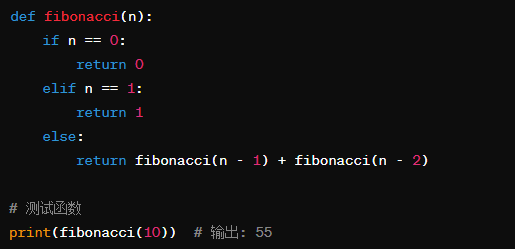 def fibonacci(n):
    if n == 0:
        return 0
    elif n == 1:
        return 1
    else:
        return fibonacci(n - 1) + fibonacci(n - 2)

# 测试函数
print(fibonacci(10))  # 输出: 55